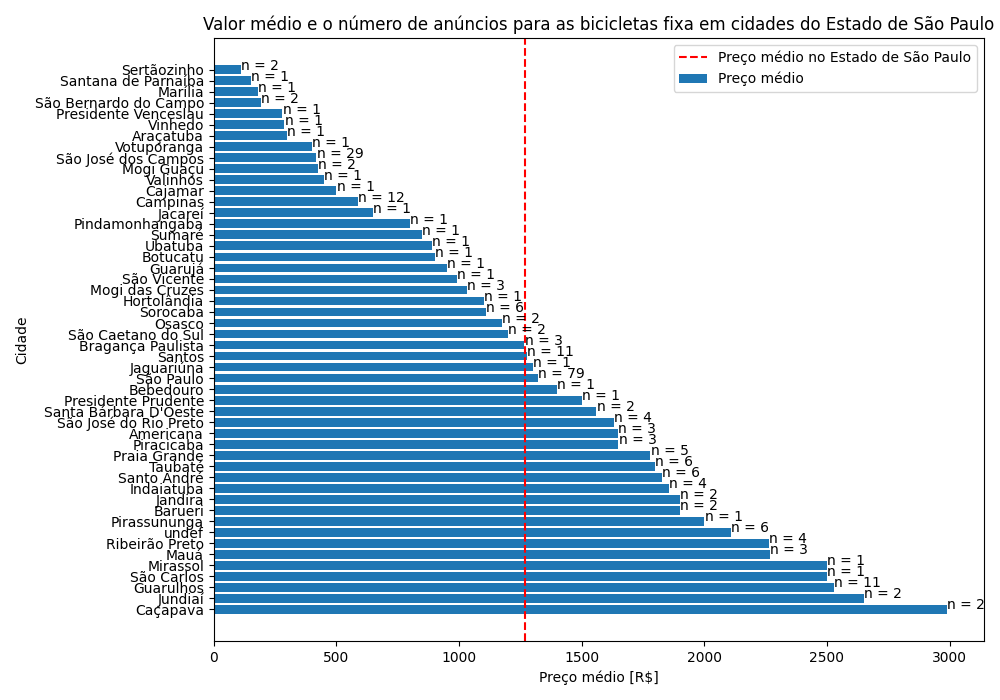 Valor médio e o número de anúncios para as bicicletas fixa em cidades do Estado de São Paulo
Preço médio no Estado de São Paulo
Preço médio
Cidade
Sertãozinho n = 2
Santana de Parnaíba n = 1
Marília n = 1
São Bernardo do Campo n = 2
Presidente Venceslau n = 1
Vinhedo n = 1
Araçatuba n = 1
Votuporanga n = 1
São José dos Campos n = 29
Mogi Guaçu n = 2
Valinhos n = 1
Cajamar n = 1
Campinas n = 12
Jacareí n = 1
Pindamonhangaba n = 1
Sumaré n = 1
Ubatuba n = 1
Botucatu n = 1
Guarujá n = 1
São Vicente n = 1
Mogi das Cruzes n = 3
Hortolândia n = 1
Sorocaba n = 6
Osasco n = 2
São Caetano do Sul n = 2
Bragança Paulista n = 3
Santos n = 11
Jaguariúna n = 1
São Paulo n = 79
Bebedouro n = 1
Presidente Prudente n = 1
Santa Bárbara D'Oeste n = 2
São José do Rio Preto n = 4
Americana n = 3
Piracicaba n = 3
Praia Grande n = 5
Taubaté n = 6
Santo André n = 6
Indaiatuba n = 4
Jandira n = 2
Barueri n = 2
Pirassununga n = 1
undef n = 6
Ribeirão Preto n = 4
Mauá n = 3
Mirassol n = 1
São Carlos n = 1
Guarulhos n = 11
Jundiaí n = 2
Caçapava n = 2
0 500 1000 1500 2000 2500 3000
Preço médio [R$]